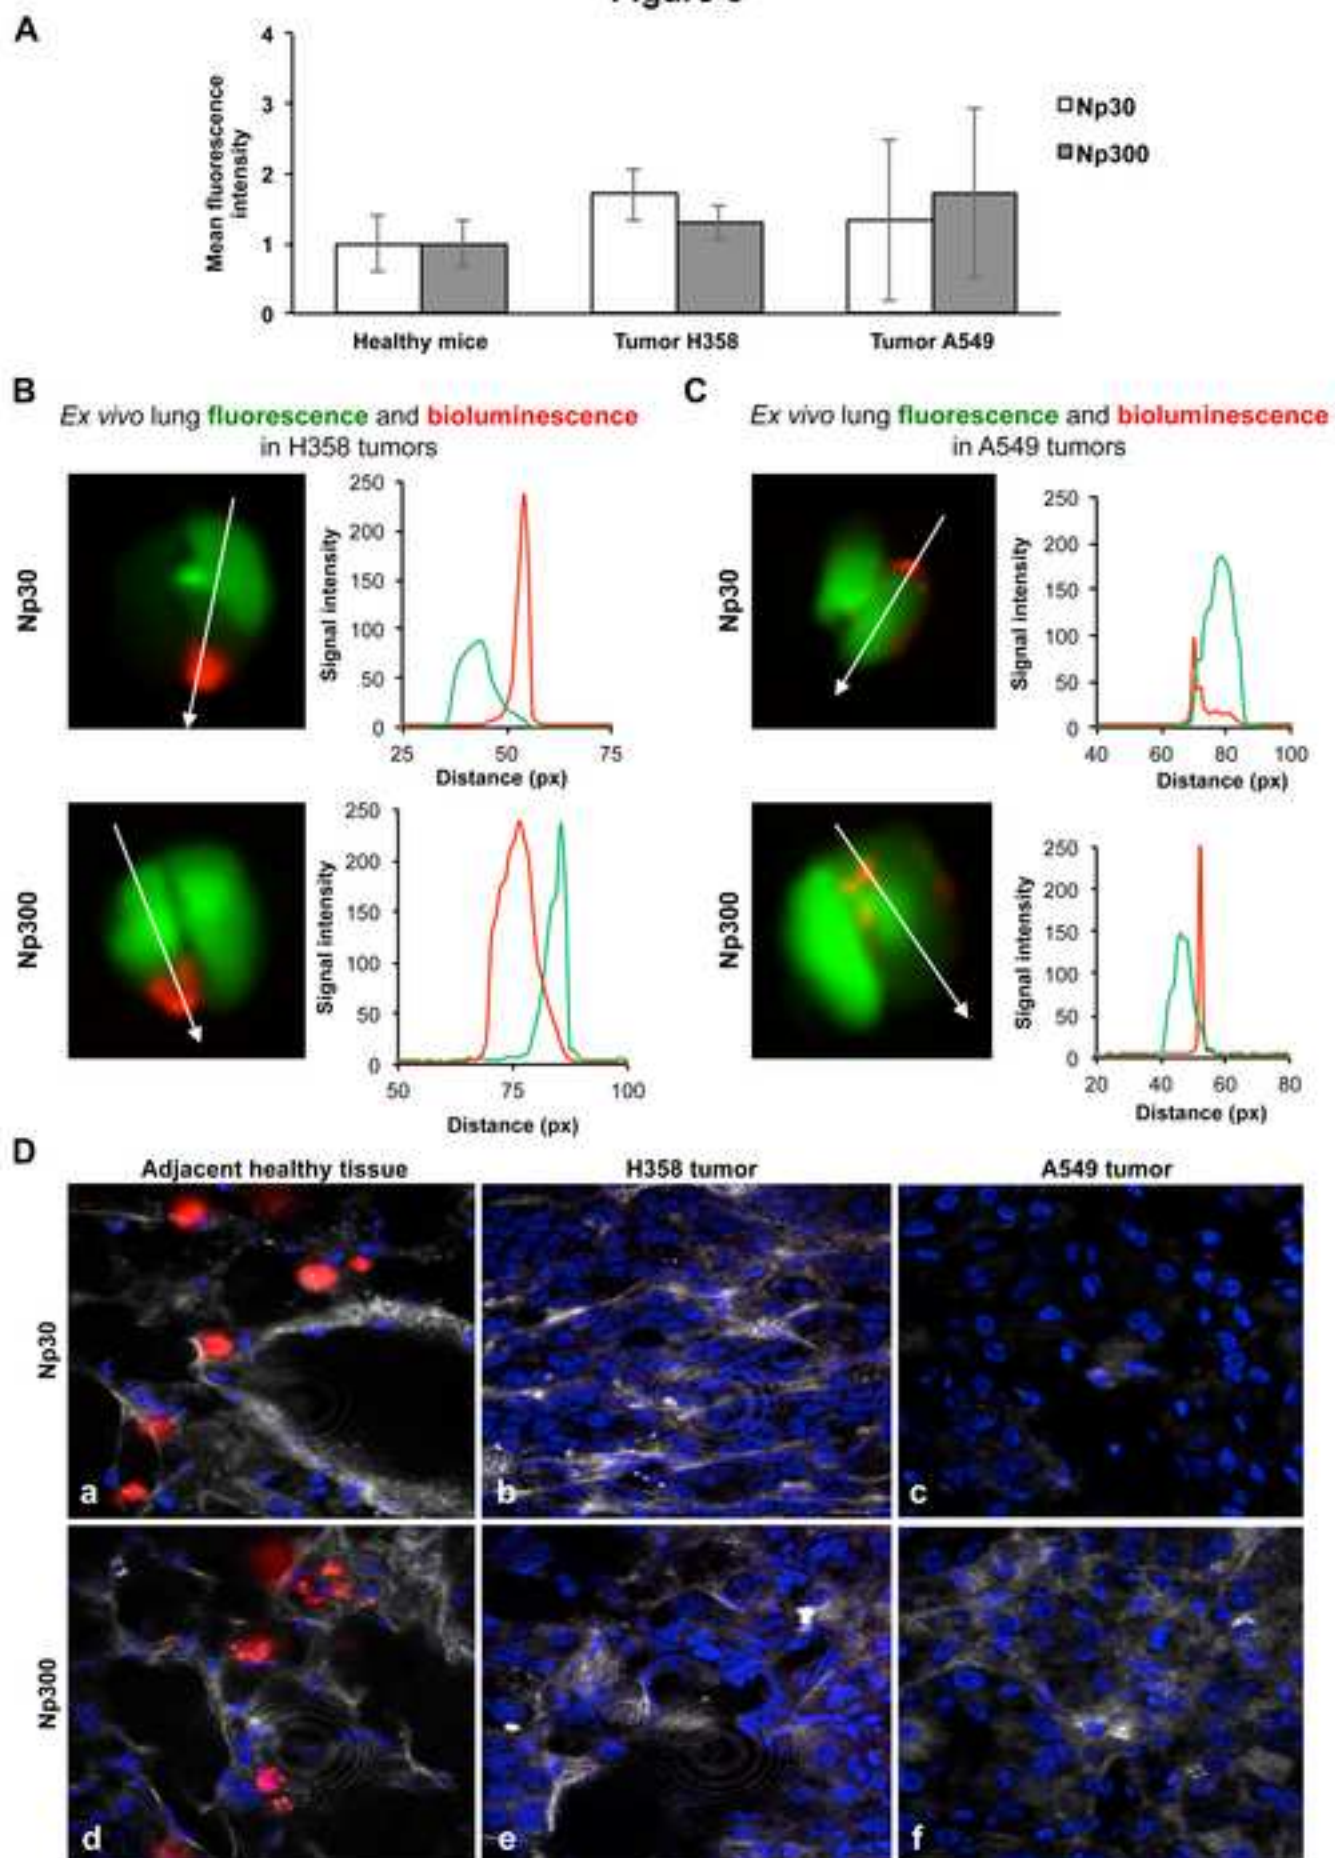 A
4
3
2
1
0
Mean fluorescence
intensity
Np30
Np300
Healthy mice
Tumor H358
Tumor A549
B
Ex vivo lung fluorescence and bioluminescence
in H358 tumors
Np30
Signal intensity
250
200
150
100
50
0
25
50
75
Distance (px)
Np300
Signal intensity
250
200
150
100
50
0
50
75
100
Distance (px)
C
Ex vivo lung fluorescence and bioluminescence
in A549 tumors
Np30
Signal intensity
250
200
150
100
50
0
40
60
80
100
Distance (px)
Np300
Signal intensity
250
200
150
100
50
0
20
40
60
80
Distance (px)
D
Adjacent healthy tissue
H358 tumor
A549 tumor
Np30
a
b
c
Np300
d
e
f